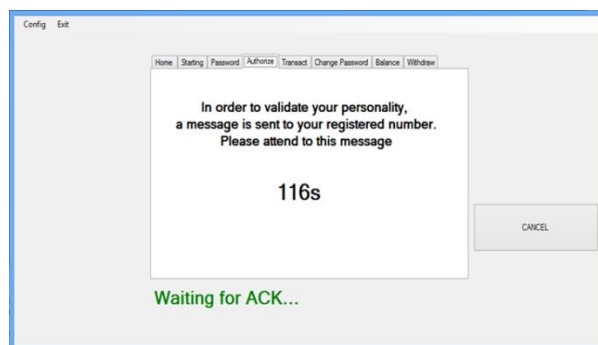 Config Exit
Home Starting Password Authorize Transact Change Password Balance Withdraw
In order to validate your personality,
a message is sent to your registered number.
Please attend to this message
116s
CANCEL
Waiting for ACK...